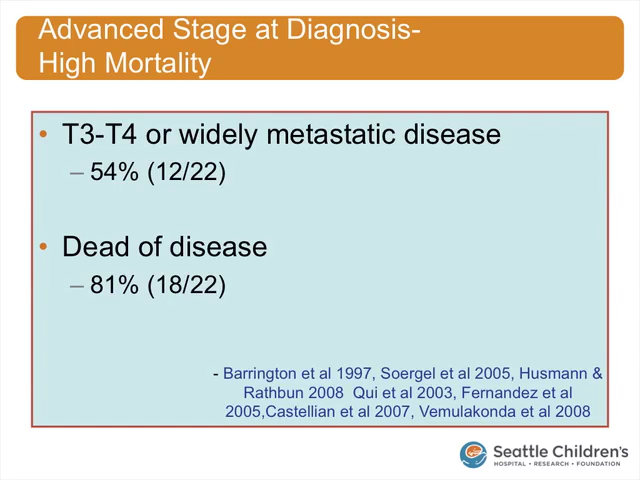 Advanced Stage at Diagnosis-
High Mortality
• T3-T4 or widely metastatic disease
– 54% (12/22)
• Dead of disease
– 81% (18/22)
- Barrington et al 1997, Soergel et al 2005, Husmann &
Rathbun 2008 Qui et al 2003, Fernandez et al
2005,Castellian et al 2007, Vemulakonda et al 2008
Seattle Children's
HOSPITAL • RESEARCH • FOUNDATION